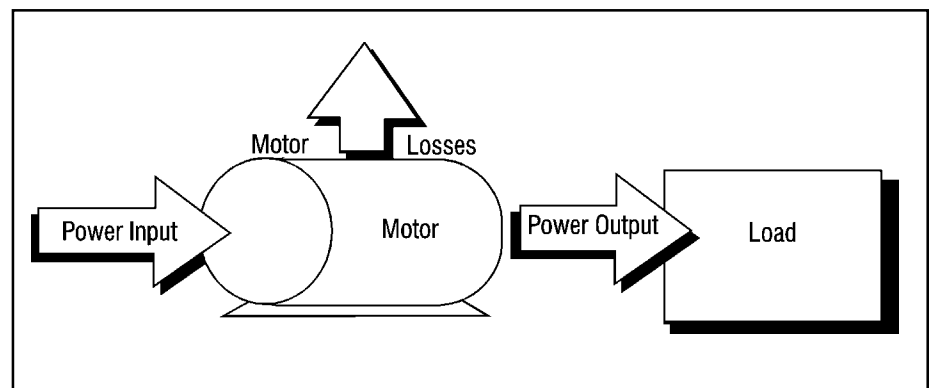 Motor Losses
Power Input
Motor
Power Output
Load